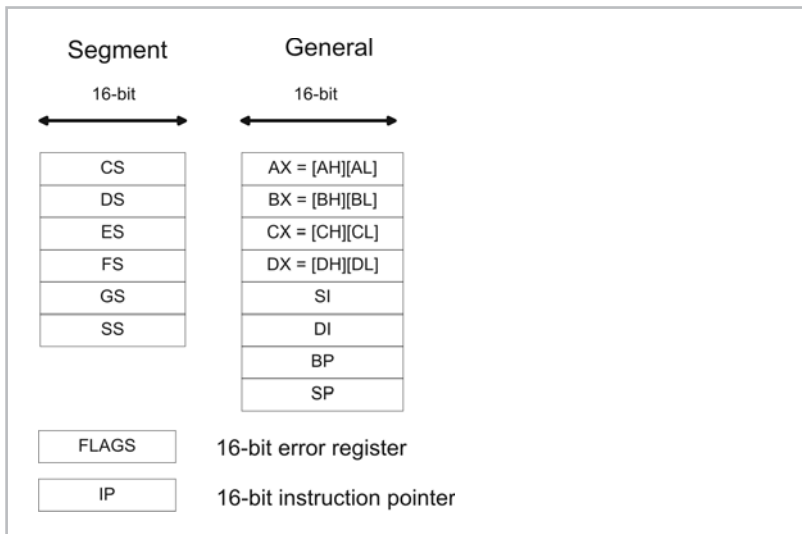 Segment General
16-bit 16-bit
CS AX = [AH][AL]
DS BX = [BH][BL]
ES CX = [CH][CL]
FS DX = [DH][DL]
GS SI
SS DI
BP
SP
FLAGS 16-bit error register
IP 16-bit instruction pointer